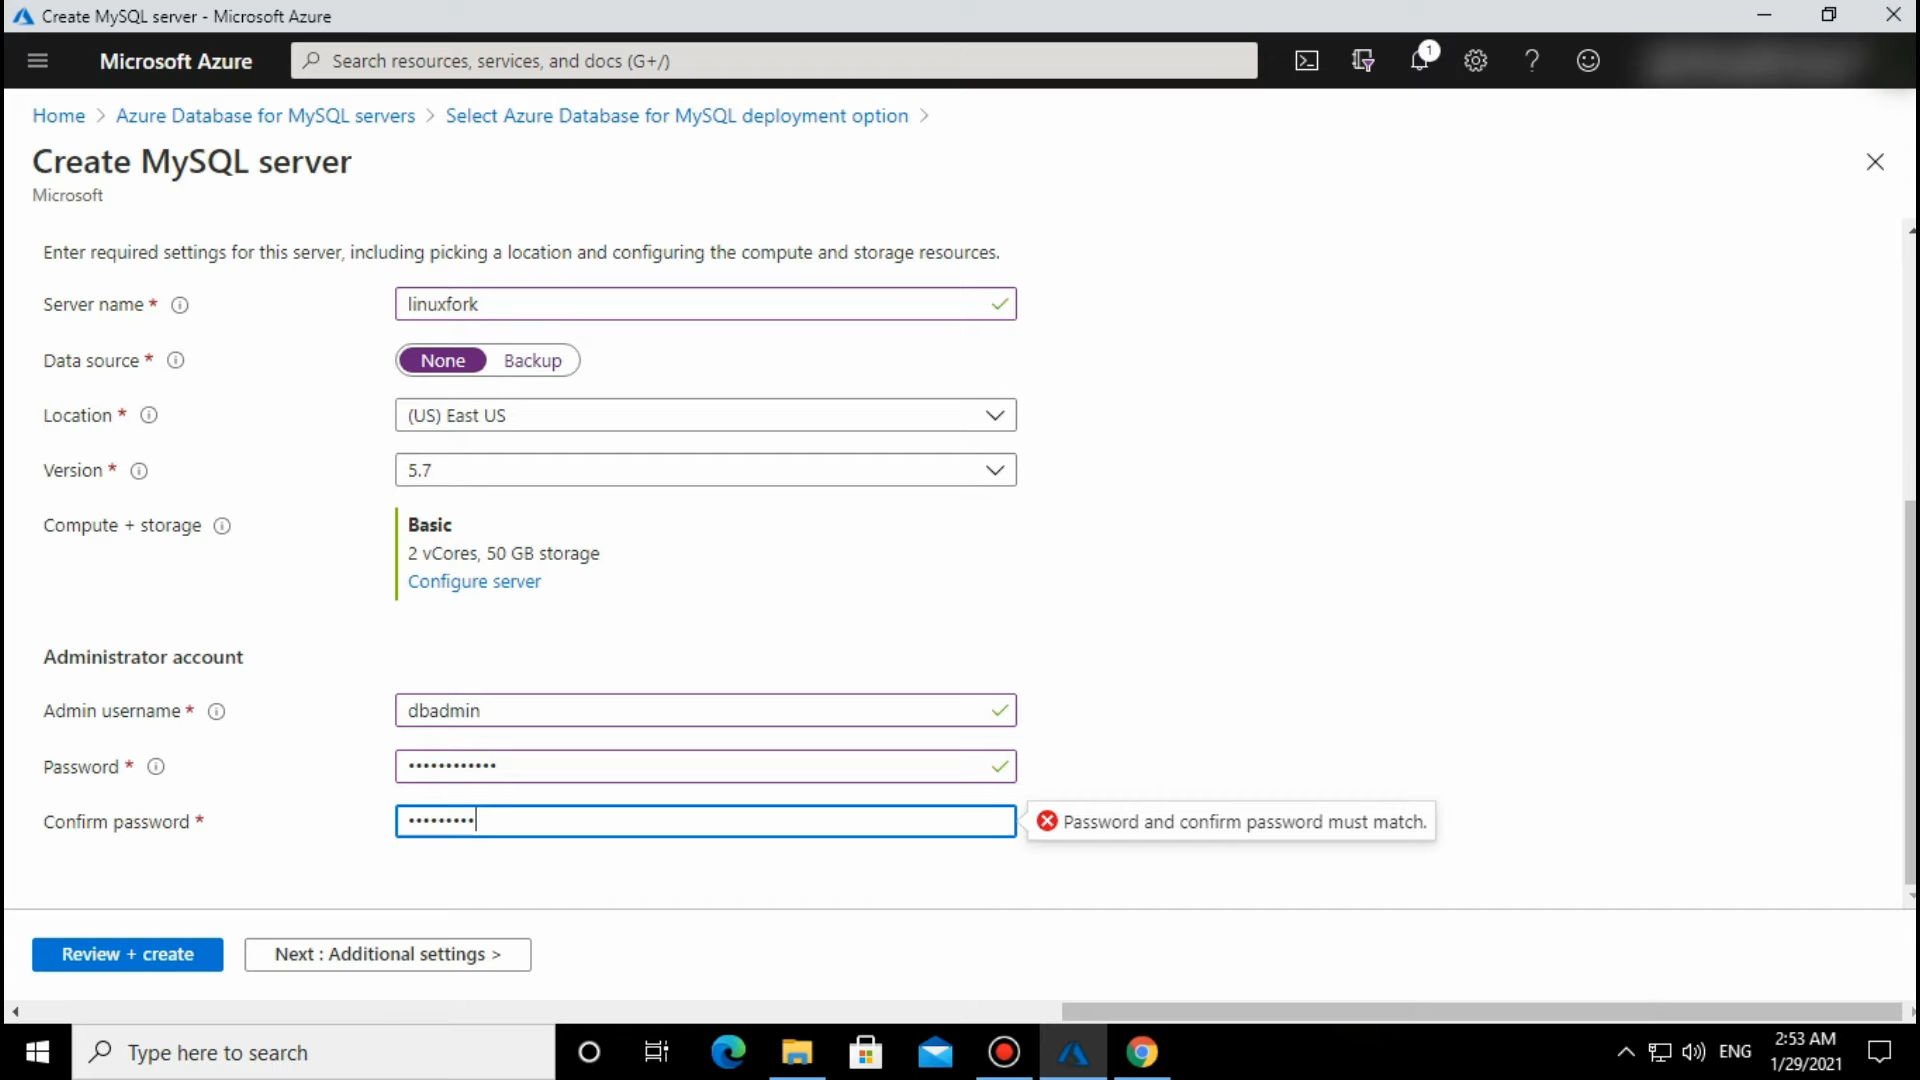 Create MySQL server - Microsoft Azure
Microsoft Azure
Search resources, services, and docs (G+/)
1
Home > Azure Database for MySQL servers > Select Azure Database for MySQL deployment option >
Create MySQL server
Microsoft
Enter required settings for this server, including picking a location and configuring the compute and storage resources.
Server name *
linuxfork
Data source *
None Backup
Location *
(US) East US
Version *
5.7
Compute + storage
Basic
2 vCores, 50 GB storage
Configure server
Administrator account
Admin username *
dbadmin
Password *
••••••••••••
Confirm password *
•••••••••
Password and confirm password must match.
Review + create
Next : Additional settings >
Type here to search
ENG
2:53 AM
1/29/2021